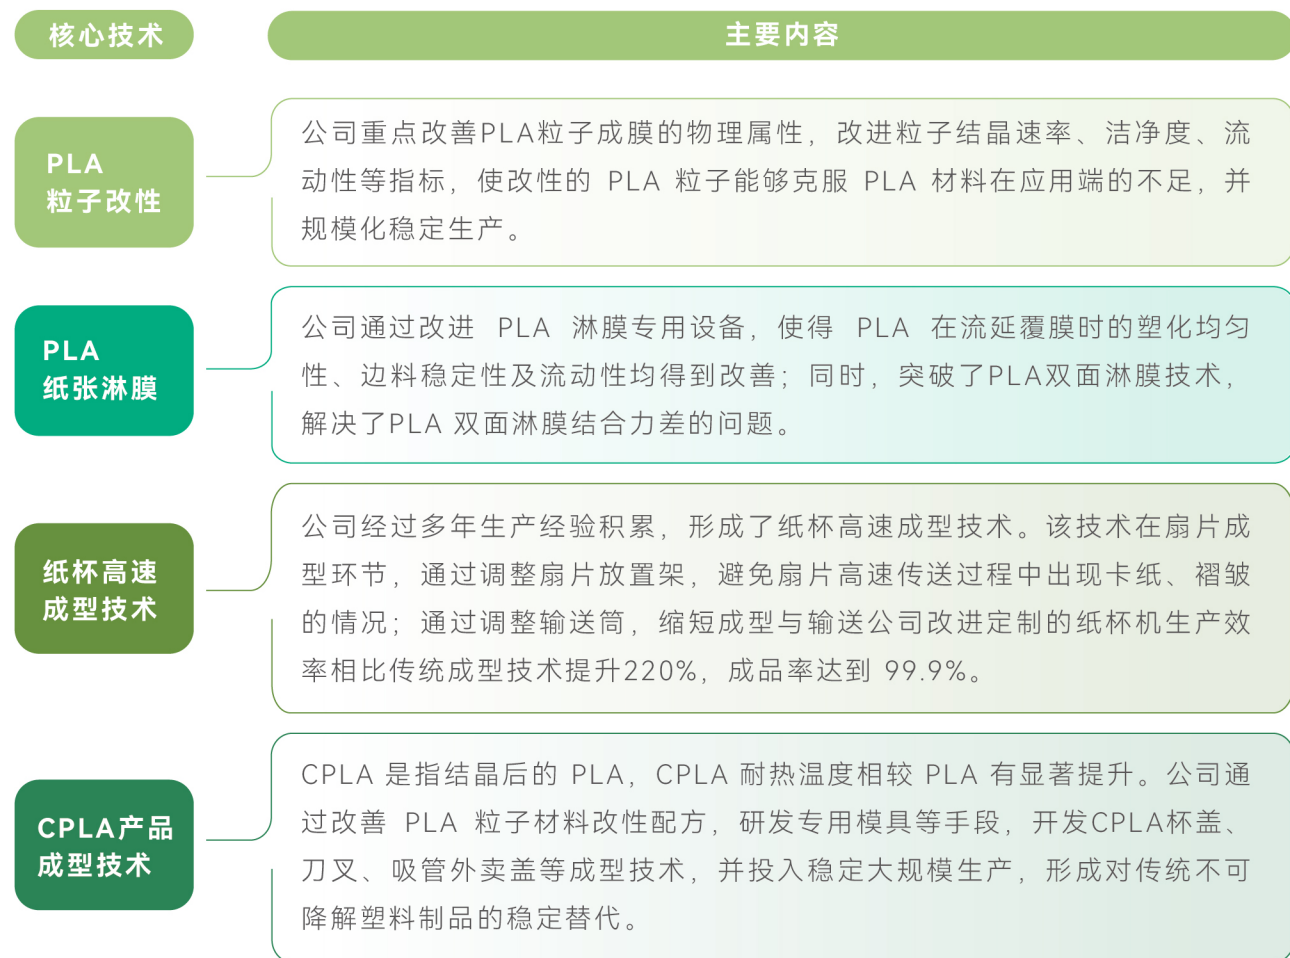 核心技术
主要内容
PLA
粒子改性
公司重点改善PLA粒子成膜的物理属性，改进粒子结晶速率、洁净度、流
动性等指标，使改性的 PLA 粒子能够克服 PLA 材料在应用端的不足，并
规模化稳定生产。
PLA
纸张淋膜
公司通过改进 PLA 淋膜专用设备，使得 PLA 在流延覆膜时的塑化均匀
性、边料稳定性及流动性均得到改善；同时，突破了PLA双面淋膜技术，
解决了PLA 双面淋膜结合力差的问题。
纸杯高速
成型技术
公司经过多年生产经验积累，形成了纸杯高速成型技术。该技术在扇片成
型环节，通过调整扇片放置架，避免扇片高速传送过程中出现卡纸、褶皱
的情况；通过调整输送筒，缩短成型与输送公司改进定制的纸杯机生产效
率相比传统成型技术提升220%，成品率达到 99.9%。
CPLA产品
成型技术
CPLA 是指结晶后的 PLA，CPLA 耐热温度相较 PLA 有显著提升。公司通
过改善 PLA 粒子材料改性配方，研发专用模具等手段，开发CPLA杯盖、
刀叉、吸管外卖盖等成型技术，并投入稳定大规模生产，形成对传统不可
降解塑料制品的稳定替代。